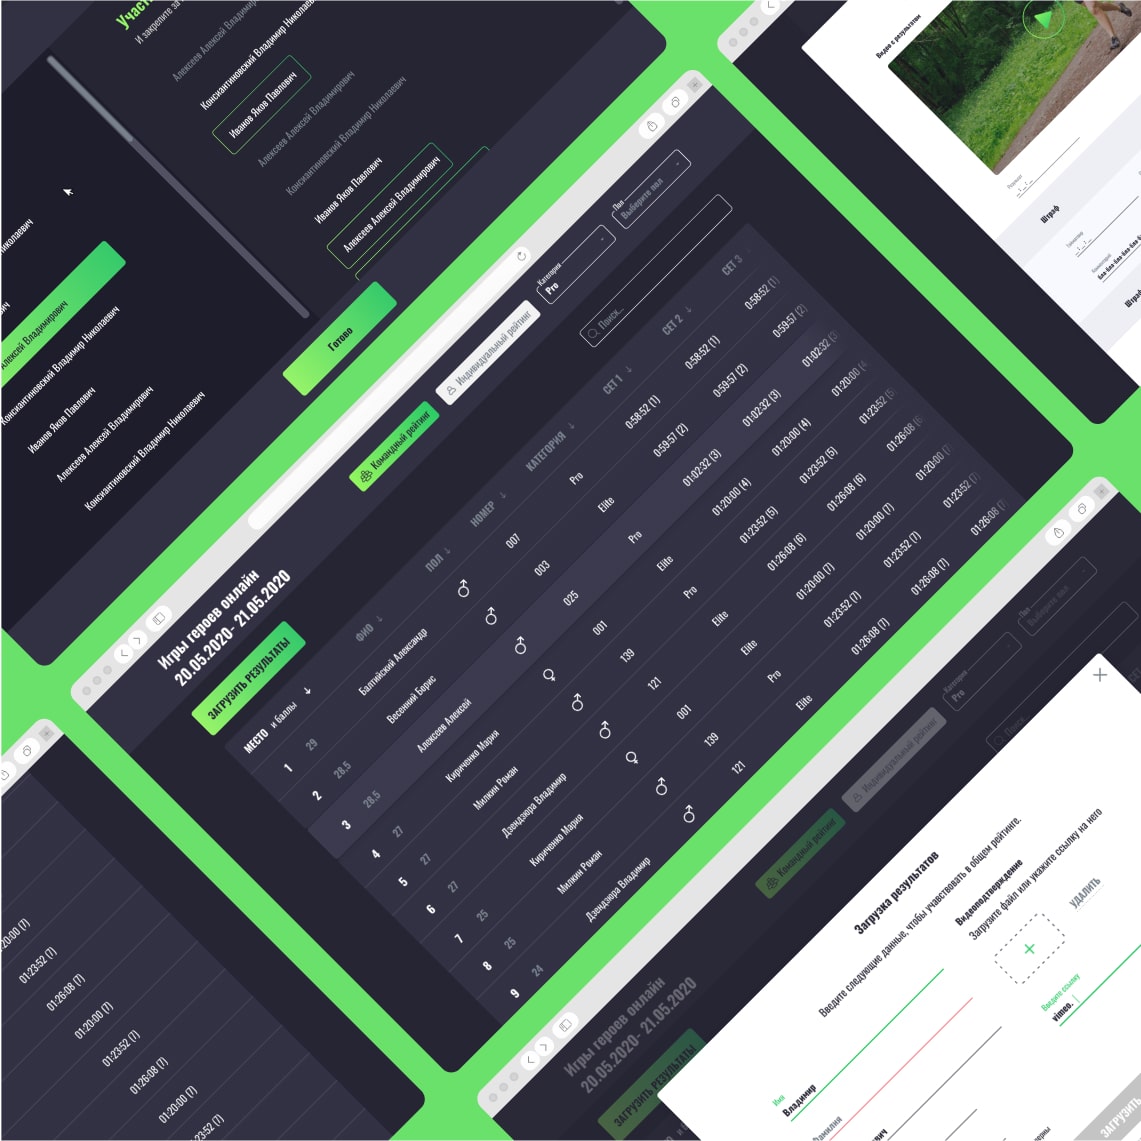 И закрепите за
Алексеев Алексей Владимирович
Консиантиновский Владимир Николаевич
Иванов Яков Павлович
Алексеев Алексей Владимирович
Консиантиновский Владимир Николаевич
Иванов Яков Павлович
Алексеев Алексей Владимирович
Алексей Владимирович
Консиантиновский Владимир Николаевич
Иванов Яков Павлович
Алексеев Алексей Владимирович
Консиантиновский Владимир Николаевич
Готово
Видео с результатом
Штраф
Игры героев онлайн
20.05.2020- 21.05.2020
ЗАГРУЗИТЬ РЕЗУЛЬТАТЫ
Командный рейтинг
Индивидуальный рейтинг
Категория
Pro
Пол
Выберите пол
Поиск...
МЕСТО и баллы ↓ ФИО ↓ ПОЛ ↓ НОМЕР ↓ КАТЕГОРИЯ ↓ СЕТ 1 ↓ СЕТ 2 ↓ СЕТ 3 ↓
1 29 Балтийский Александр ♂ 007 Pro 0:58:52 (1) 0:58:52 (1) 0:58:52 (1)
2 28,5 Весенний Борис ♂ 003 Elite 0:59:57 (2) 0:59:57 (2) 0:59:57 (2)
3 28,5 Алексеев Алексей ♂ 025 Pro 01:02:32 (3) 01:02:32 (3) 01:02:32 (3
4 27 Кириченко Мария ♀ 001 Elite 01:20:00 (4) 01:20:00 (4) 01:20:00 (4
5 27 Милкин Роман ♂ 139 Pro 01:23:52 (5) 01:23:52 (5) 01:23:52 (5
6 27 Дзендзюра Владимир ♂ 121 Elite 01:26:08 (6) 01:26:08 (6) 01:26:08 (6
7 25 Кириченко Мария ♀ 001 Elite 01:20:00 (7) 01:20:00 (7) 01:20:00 (7
8 25 Милкин Роман ♂ 139 Pro 01:23:52 (7) 01:23:52 (7) 01:23:52 (7
9 24 Дзендзюра Владимир ♂ 121 Elite 01:26:08 (7) 01:26:08 (7) 01:26:08 (7
20:00 (7)
01:23:52 (7)
01:26:08 (7)
01:20:00 (7)
01:23:52 (7)
01:26:08 (7)
01:20:00 (7)
:23:52 (7)
Игры героев онлайн
20.05.2020- 21.05.2020
ЗАГРУЗИТЬ РЕЗУЛЬТАТЫ
Командный рейтинг
Индивидуальный рейтинг
Категория
Pro
Пол
Выберите пол
Поиск...
Загрузка результатов
Введите следующие данные, чтобы учавствовать в общем рейтинге.
Видеоподтверждение
Загрузите файл или укажите ссылку на него
УДАЛИТЬ
Введите ссылку
vimeo.
Имя
Владимир
Фамилия
ЗАГРУЗИТЬ